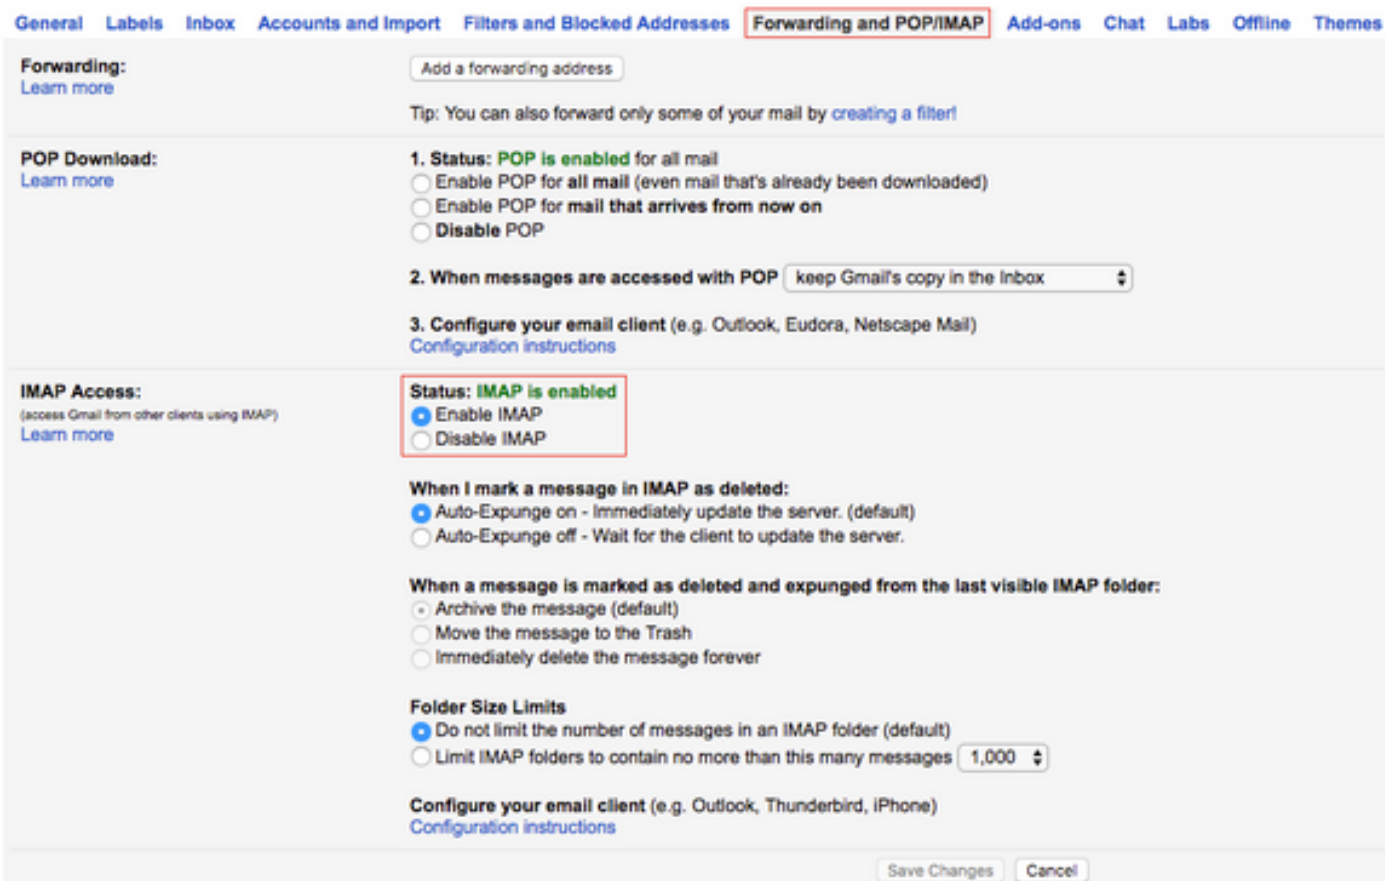 General Labels Inbox Accounts and Import Filters and Blocked Addresses Forwarding and POP/IMAP Add-ons Chat Labs Offline Themes
Forwarding:
Learn more
Add a forwarding address
Tip: You can also forward only some of your mail by creating a filter!
POP Download:
Learn more
1. Status: POP is enabled for all mail
Enable POP for all mail (even mail that's already been downloaded)
Enable POP for mail that arrives from now on
Disable POP
2. When messages are accessed with POP keep Gmail's copy in the Inbox
3. Configure your email client (e.g. Outlook, Eudora, Netscape Mail)
Configuration instructions
IMAP Access:
(access Gmail from other clients using IMAP)
Learn more
Status: IMAP is enabled
Enable IMAP
Disable IMAP
When I mark a message in IMAP as deleted:
Auto-Expunge on - Immediately update the server. (default)
Auto-Expunge off - Wait for the client to update the server.
When a message is marked as deleted and expunged from the last visible IMAP folder:
Archive the message (default)
Move the message to the Trash
Immediately delete the message forever
Folder Size Limits
Do not limit the number of messages in an IMAP folder (default)
Limit IMAP folders to contain no more than this many messages 1,000
Configure your email client (e.g. Outlook, Thunderbird, iPhone)
Configuration instructions
Save Changes Cancel